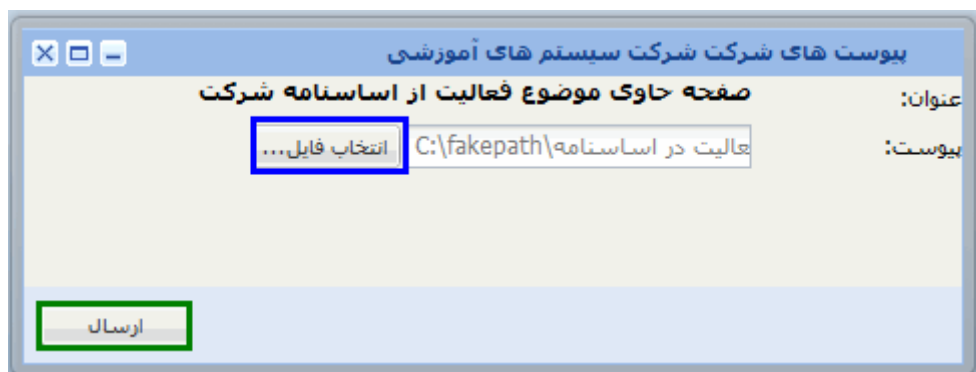 پیوست های شرکت شرکت سیستم های آموزشی
عنوان: صفحه حاوی موضوع فعالیت از اساسنامه شرکت
پیوست: C:\fakepath\عالیت در اساسنامه انتخاب فایل...
ارسال